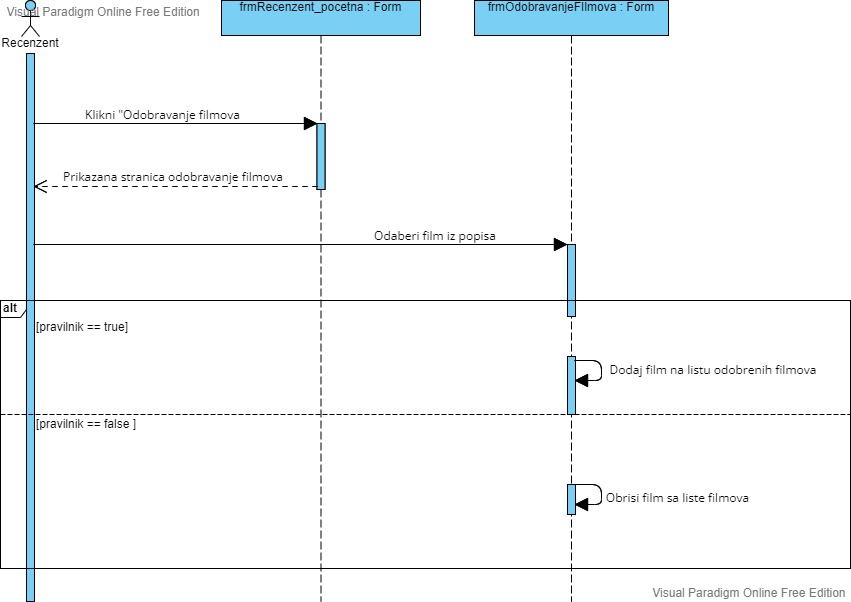 Visual Paradigm Online Free Edition
frmRecenzent_pocetna : Form
frmOdobravanjeFIlmova : Form
Recenzent
Klikni "Odobravanje filmova
Prikazana stranica odobravanje filmova
Odaberi film iz popisa
alt
[pravilnik == true]
Dodaj film na listu odobrenih filmova
[pravilnik == false ]
Obrisi film sa liste filmova
Visual Paradigm Online Free Edition